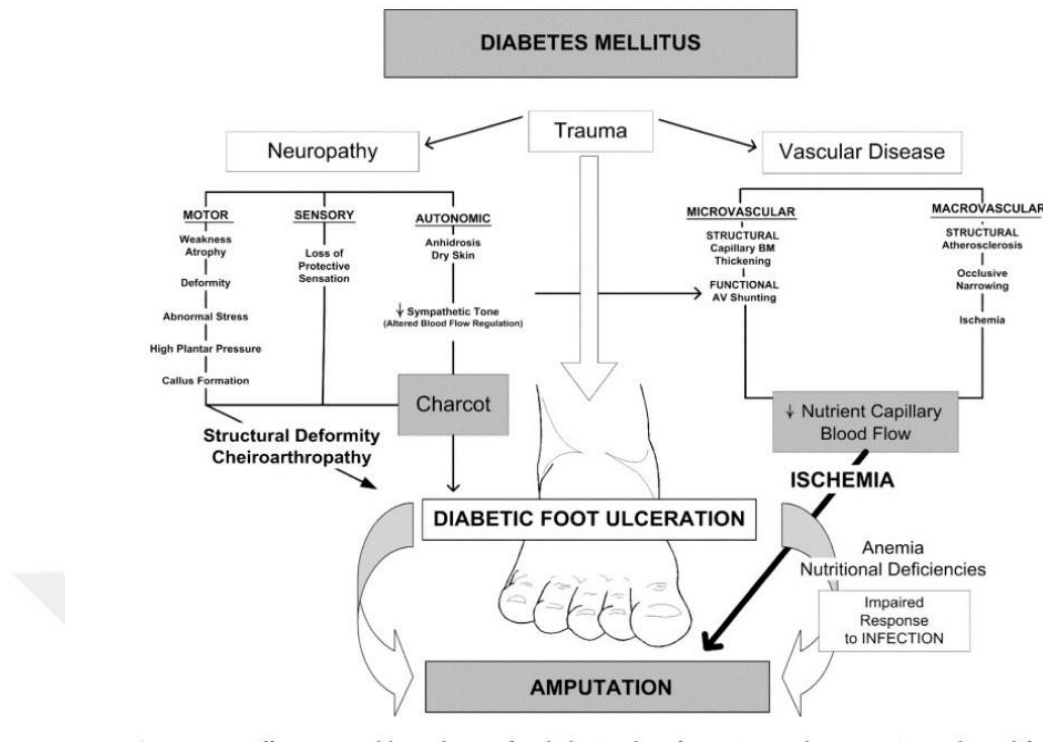 DIABETES MELLITUS
Trauma
Neuropathy
Vascular Disease
MOTOR
Weakness
Atrophy
Deformity
Abnormal Stress
High Plantar Pressure
Callus Formation
SENSORY
Loss of
Protective
Sensation
AUTONOMIC
Anhidrosis
Dry Skin
↓ Sympathetic Tone
(Altered Blood Flow Regulation)
MICROVASCULAR
STRUCTURAL
Capillary BM
Thickening
FUNCTIONAL
AV Shunting
MACROVASCULAR
STRUCTURAL
Atherosclerosis
Occlusive
Narrowing
Ischemia
Charcot
↓ Nutrient Capillary
Blood Flow
Structural Deformity
Cheiroarthropathy
ISCHEMIA
DIABETIC FOOT ULCERATION
Anemia
Nutritional Deficiencies
Impaired
Response
to INFECTION
AMPUTATION